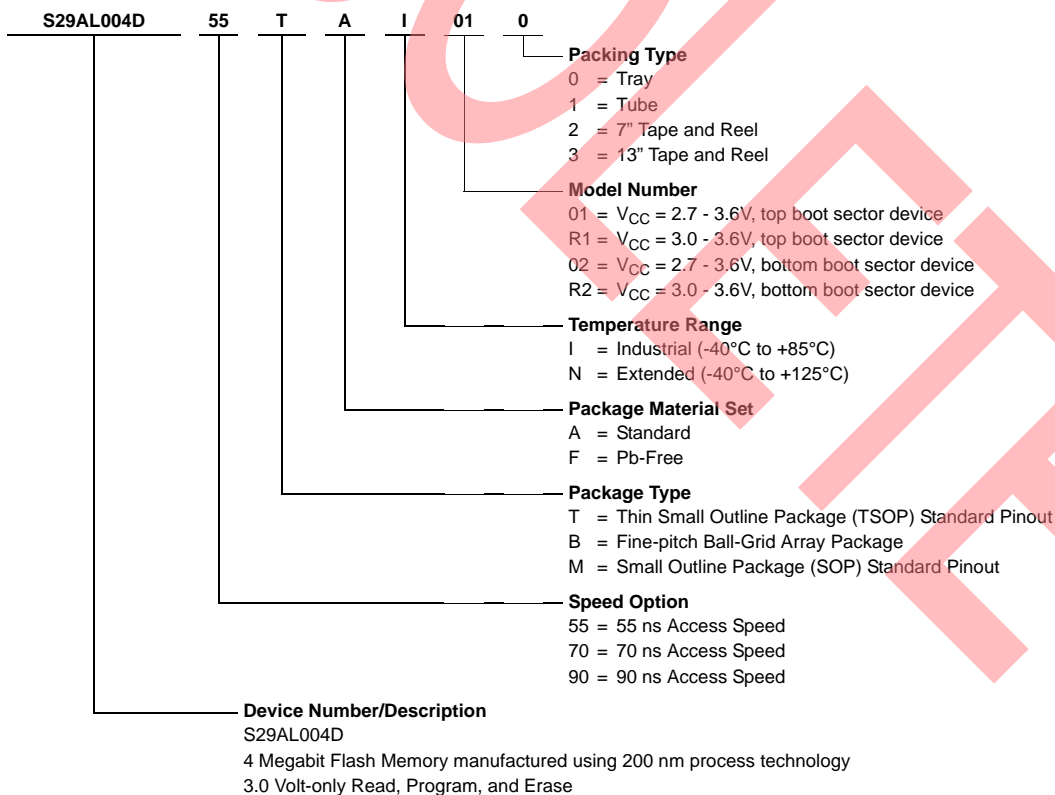 S29AL004D 55 T A I 01 0
Packing Type
0 = Tray
1 = Tube
2 = 7” Tape and Reel
3 = 13” Tape and Reel
Model Number
01 = VCC = 2.7 - 3.6V, top boot sector device
R1 = VCC = 3.0 - 3.6V, top boot sector device
02 = VCC = 2.7 - 3.6V, bottom boot sector device
R2 = VCC = 3.0 - 3.6V, bottom boot sector device
Temperature Range
I = Industrial (-40°C to +85°C)
N = Extended (-40°C to +125°C)
Package Material Set
A = Standard
F = Pb-Free
Package Type
T = Thin Small Outline Package (TSOP) Standard Pinout
B = Fine-pitch Ball-Grid Array Package
M = Small Outline Package (SOP) Standard Pinout
Speed Option
55 = 55 ns Access Speed
70 = 70 ns Access Speed
90 = 90 ns Access Speed
Device Number/Description
S29AL004D
4 Megabit Flash Memory manufactured using 200 nm process technology
3.0 Volt-only Read, Program, and Erase